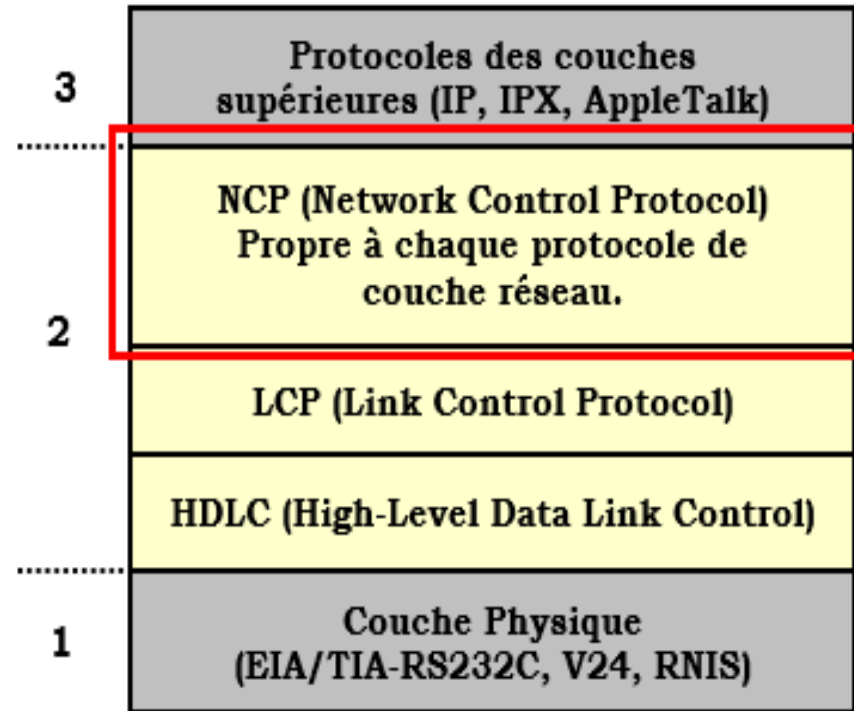 3
Protocoles des couches
supérieures (IP, IPX, AppleTalk)
2
NCP (Network Control Protocol)
Propre à chaque protocole de
couche réseau.
LCP (Link Control Protocol)
HDLC (High-Level Data Link Control)
1
Couche Physique
(EIA/TIA-RS232C, V24, RNIS)